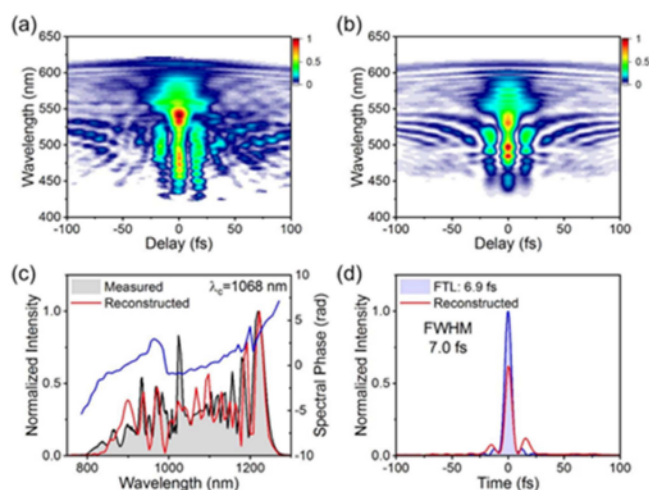 (a)
650
600
550
500
450
400
Wavelength (nm)
-100 -50 0 50 100
Delay (fs)
1
0.5
0
(b)
650
600
550
500
450
400
Wavelength (nm)
-100 -50 0 50 100
Delay (fs)
1
0.5
0
(c)
Measured
Reconstructed
λc=1068 nm
1.0
0.5
0.0
Normalized Intensity
10
5
0
-5
-10
Spectral Phase (rad)
800 1000 1200
Wavelength (nm)
(d)
FTL: 6.9 fs
Reconstructed
FWHM
7.0 fs
1.0
0.5
0.0
Normalized Intensity
-100 -50 0 50 100
Time (fs)